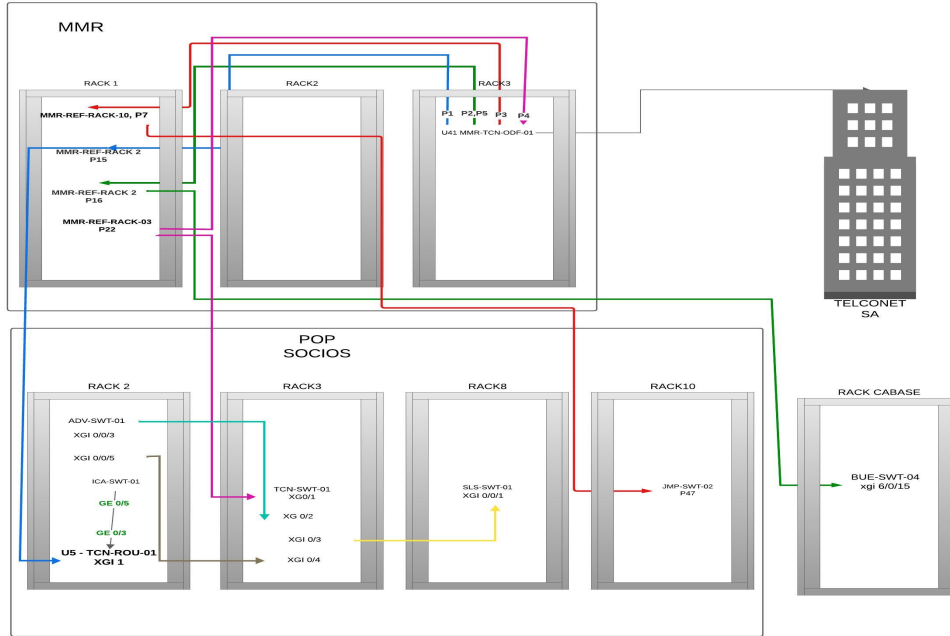 MMR
RACK 1
RACK2
RACK3
MMR-REF-RACK-10, P7
P1 P2,P5 P3 P4
U41 MMR-TCN-ODF-01
MMR-REF-RACK 2
P15
MMR-REF-RACK 2
P16
MMR-REF-RACK-03
P22
TELCONET
SA
POP
SOCIOS
RACK 2
RACK3
RACK8
RACK10
RACK CABASE
ADV-SWT-01
XGI 0/0/3
XGI 0/0/5
ICA-SWT-01
GE 0/5
GE 0/3
U5 - TCN-ROU-01
XGI 1
TCN-SWT-01
XG0/1
XG 0/2
XGI 0/3
XGI 0/4
SLS-SWT-01
XGI 0/0/1
JMP-SWT-02
P47
BUE-SWT-04
xgi 6/0/15